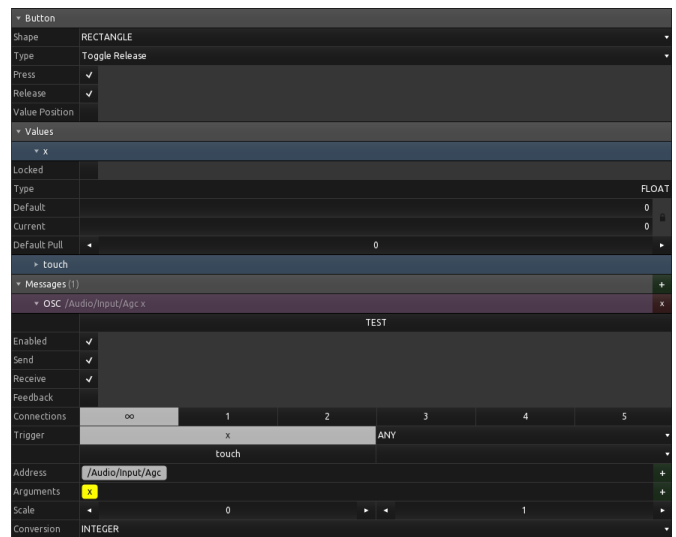 Button
Shape RECTANGLE
Type Toggle Release
Press
Release
Value Position
Values
x
Locked
Type FLOAT
Default 0
Current 0
Default Pull 0
touch
Messages (1) +
OSC /Audio/Input/Agc x x
TEST
Enabled
Send
Receive
Feedback
Connections ∞ 1 2 3 4 5
Trigger x ANY
touch
Address /Audio/Input/Agc +
Arguments x +
Scale 0 1
Conversion INTEGER